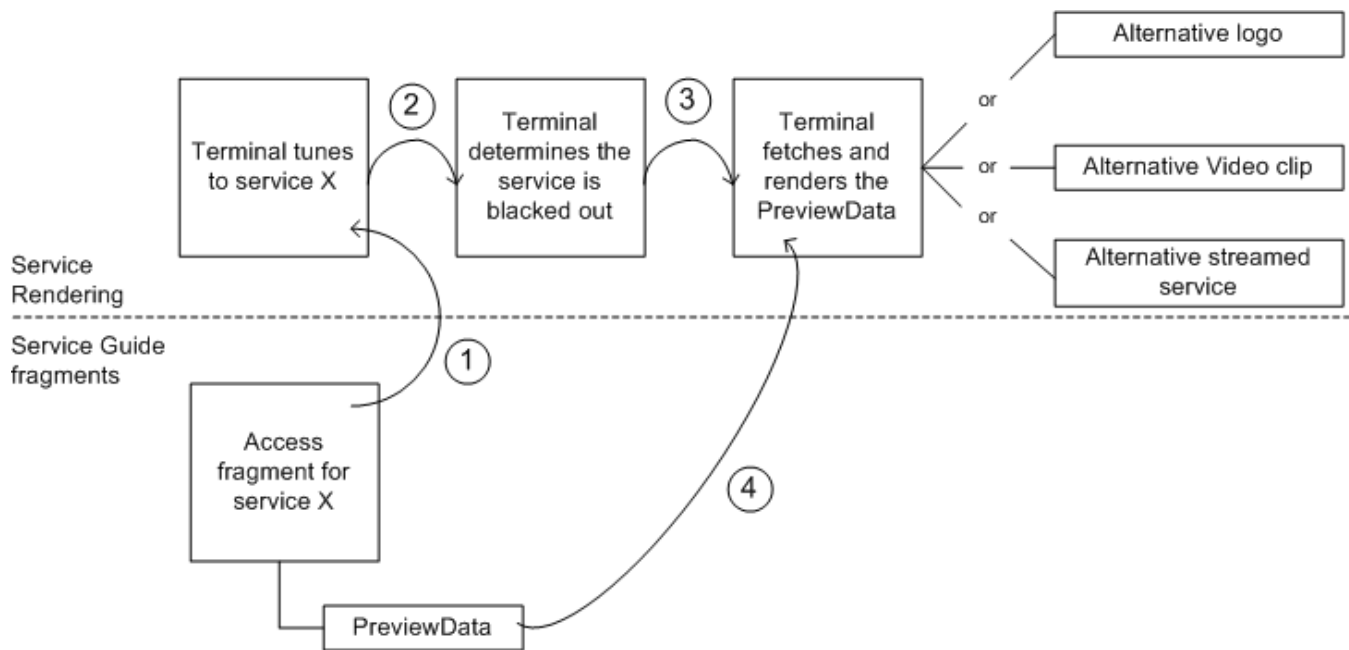 Alternative logo
or
2
3
Terminal tunes
to service X
Terminal
determines the
service is
blacked out
Terminal
fetches and
renders the
PreviewData
or
Alternative Video clip
or
Alternative streamed
service
Service
Rendering
Service Guide
fragments
1
Access
fragment for
service X
4
PreviewData